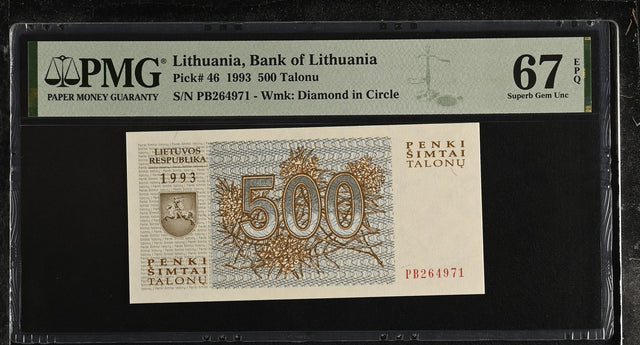 PMG
PAPER MONEY GUARANTY
Lithuania, Bank of Lithuania
Pick# 46 1993 500 Talonu
S/N PB264971 - Wmk: Diamond in Circle
67 EPQ
Superb Gem Unc
LIETUVOS
RESPUBLIKA
1993
PENKI
ŠIMTAI
TALONŲ
500
PENKI
ŠIMTAI
TALONŲ
PB264971